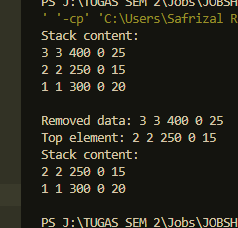 PS J:\TUGAS SEM 2\Jobs\JOBSH
' '-cp' 'C:\Users\Safrizal R
Stack content:
3 3 400 0 25
2 2 250 0 15
1 1 300 0 20
Removed data: 3 3 400 0 25
Top element: 2 2 250 0 15
Stack content:
2 2 250 0 15
1 1 300 0 20
PS J:\TUGAS SEM 2\Jobs\JOBSH